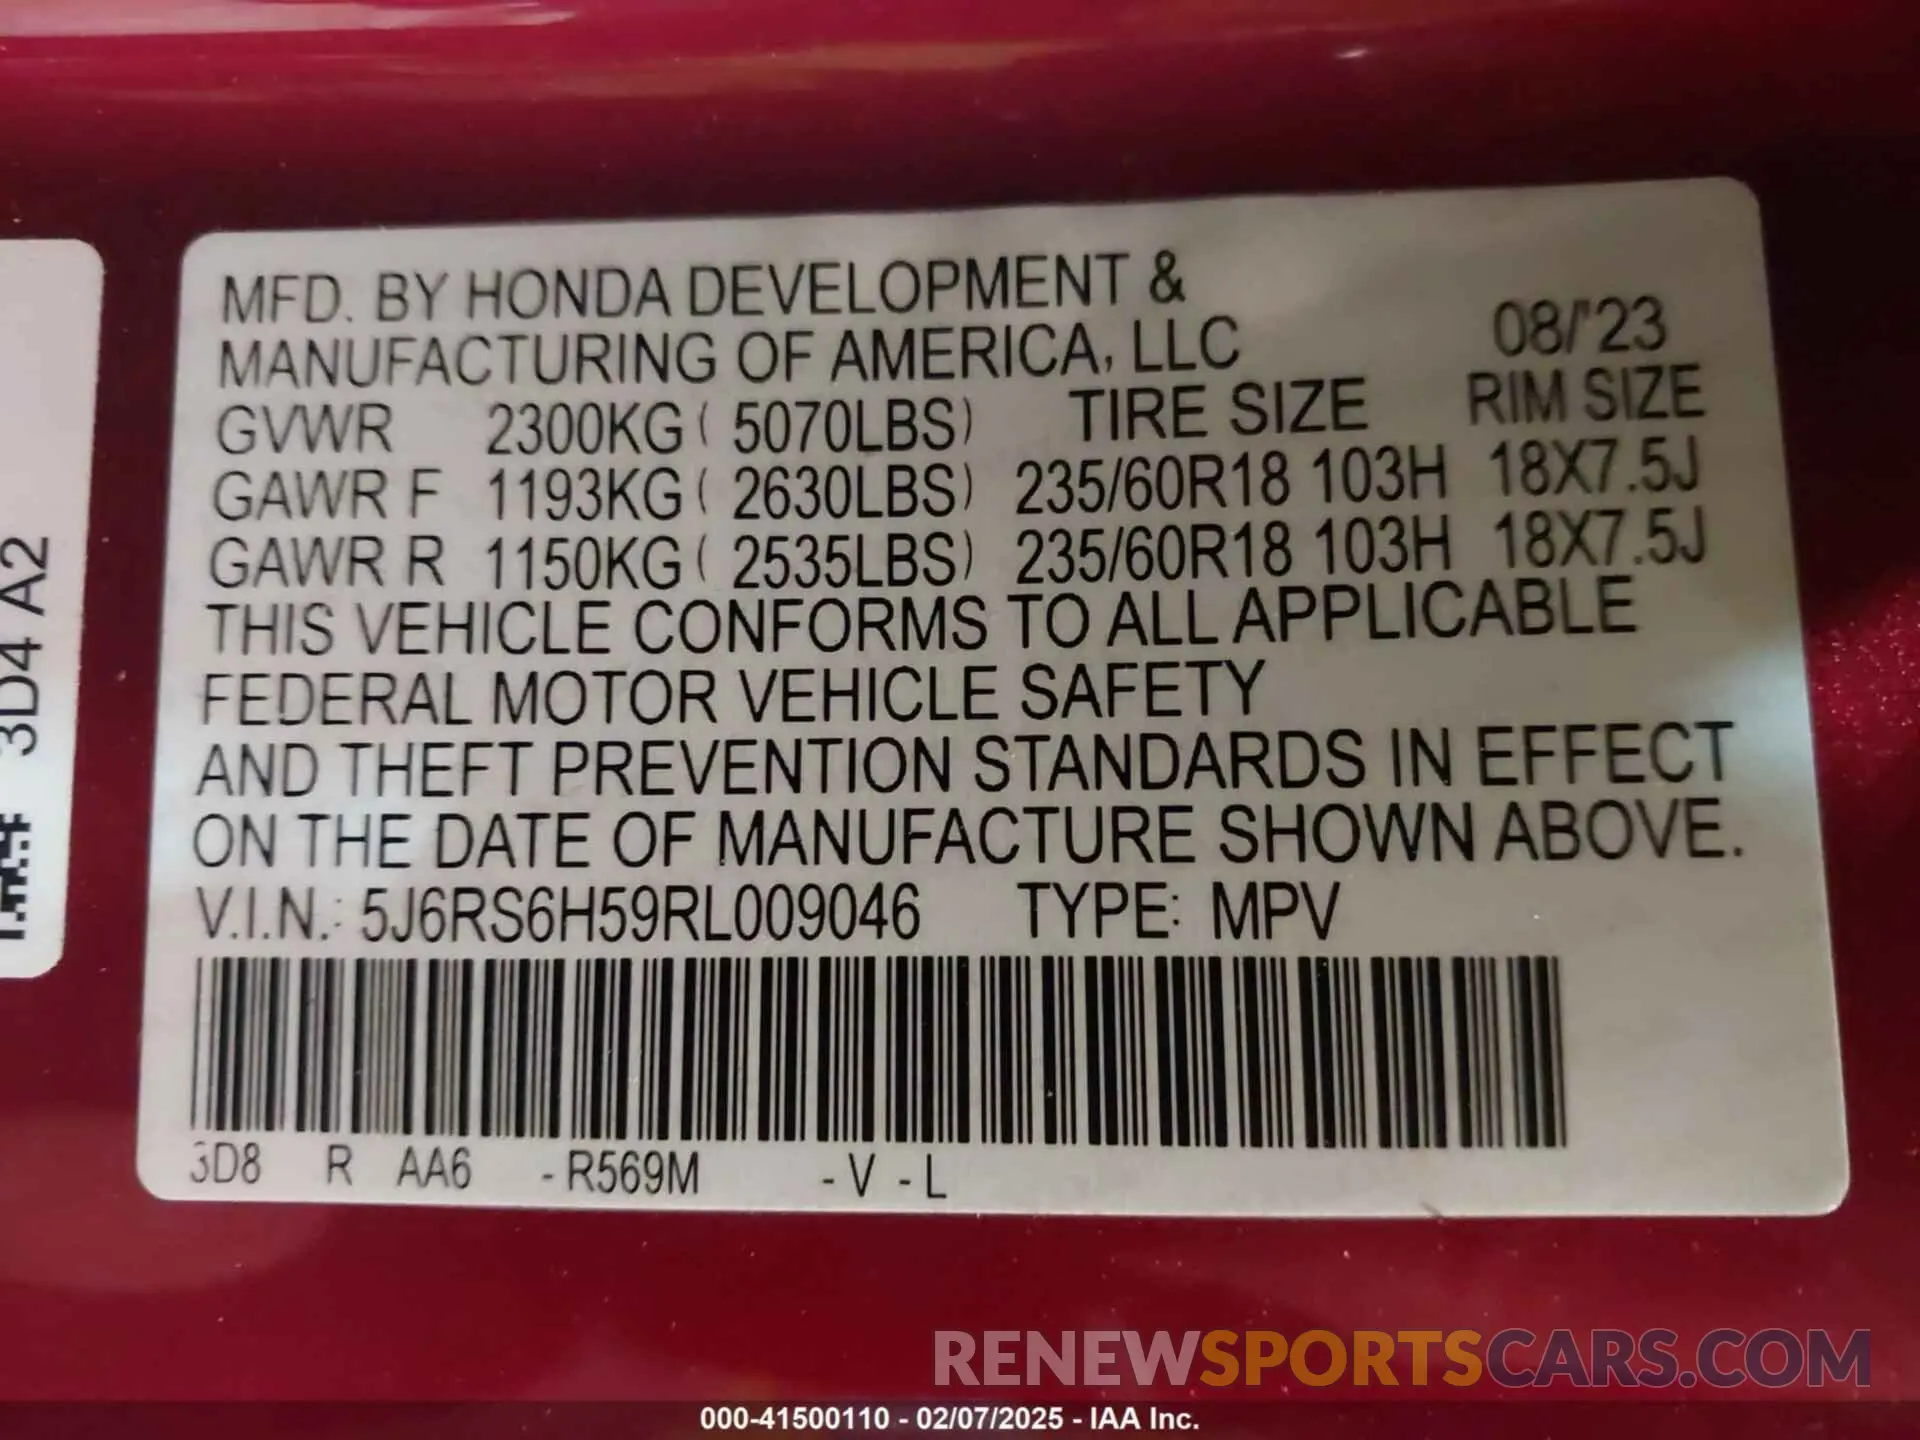 MFD. BY HONDA DEVELOPMENT &
MANUFACTURING OF AMERICA, LLC 08/'23
GVWR 2300KG ( 5070LBS) TIRE SIZE RIM SIZE
GAWR F 1193KG ( 2630LBS) 235/60R18 103H 18X7.5J
GAWR R 1150KG ( 2535LBS) 235/60R18 103H 18X7.5J
THIS VEHICLE CONFORMS TO ALL APPLICABLE
FEDERAL MOTOR VEHICLE SAFETY
AND THEFT PREVENTION STANDARDS IN EFFECT
ON THE DATE OF MANUFACTURE SHOWN ABOVE.
V.I.N.: 5J6RS6H59RL009046 TYPE: MPV
3D8 R AA6 -R569M -V -L
3D4 A2
RENEWSPORTSCARS.COM
000-41500110 - 02/07/2025 - IAA Inc.